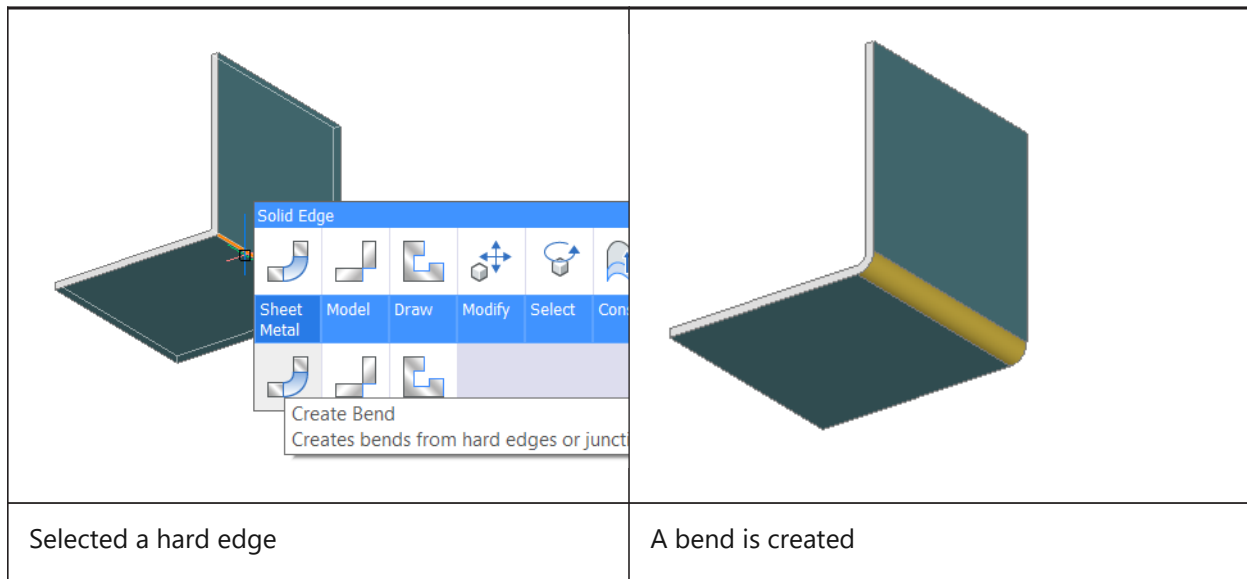 Solid Edge
Sheet Metal Model Draw Modify Select
Create Bend
Creates bends from hard edges or
Selected a hard edge
A bend is created